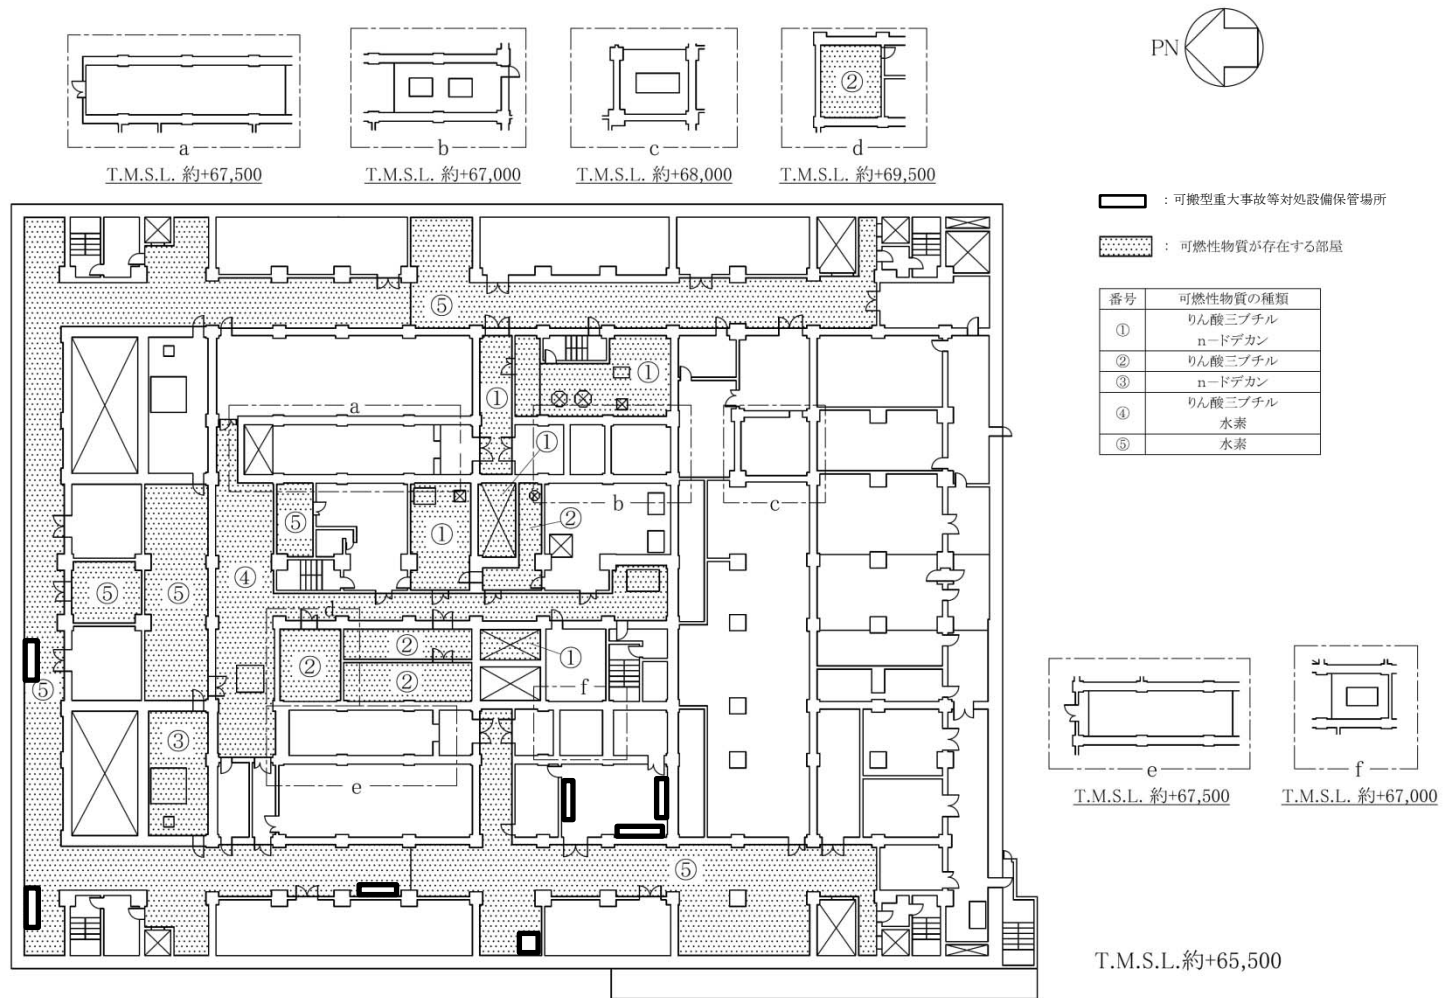 PN
a
T.M.S.L. 約+67,500
b
T.M.S.L. 約+67,000
c
T.M.S.L. 約+68,000
②
d
T.M.S.L. 約+69,500
：可搬型重大事故等対処設備保管場所
： 可燃性物質が存在する部屋
番号 可燃性物質の種類
① りん酸三ブチル
n－ドデカン
② りん酸三ブチル
③ n－ドデカン
④ りん酸三ブチル
水素
⑤ 水素
⑤
①
①
a
①
b
c
⑤
①
②
④
⑤
⑤
d
②
②
①
②
f
⑤
③
e
⑤
e
T.M.S.L. 約+67,500
f
T.M.S.L. 約+67,000
T.M.S.L.約+65,500